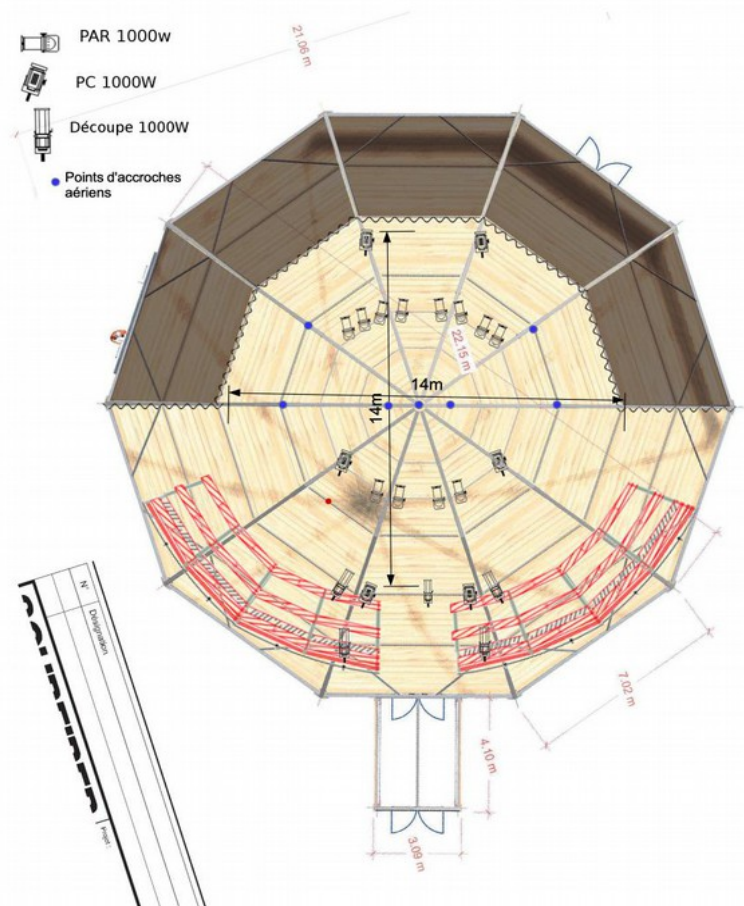 PAR 1000w
PC 1000W
Découpe 1000W
Points d'accroches
aériens
21.06 m
22.15 m
14m
14m
7.02 m
4.10 m
3.09 m
N°
Désignation
Projet :